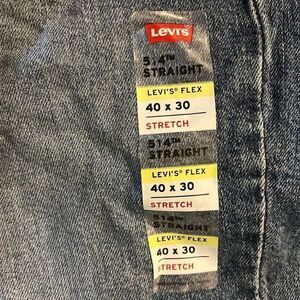 Levi's
514™
STRAIGHT
LEVI'S® FLEX
40 x 30
STRETCH
514™
STRAIGHT
LEVI'S® FLEX
40 x 30
STRETCH
514™
STRAIGHT
LEVI'S® FLEX
40 x 30
STRETCH